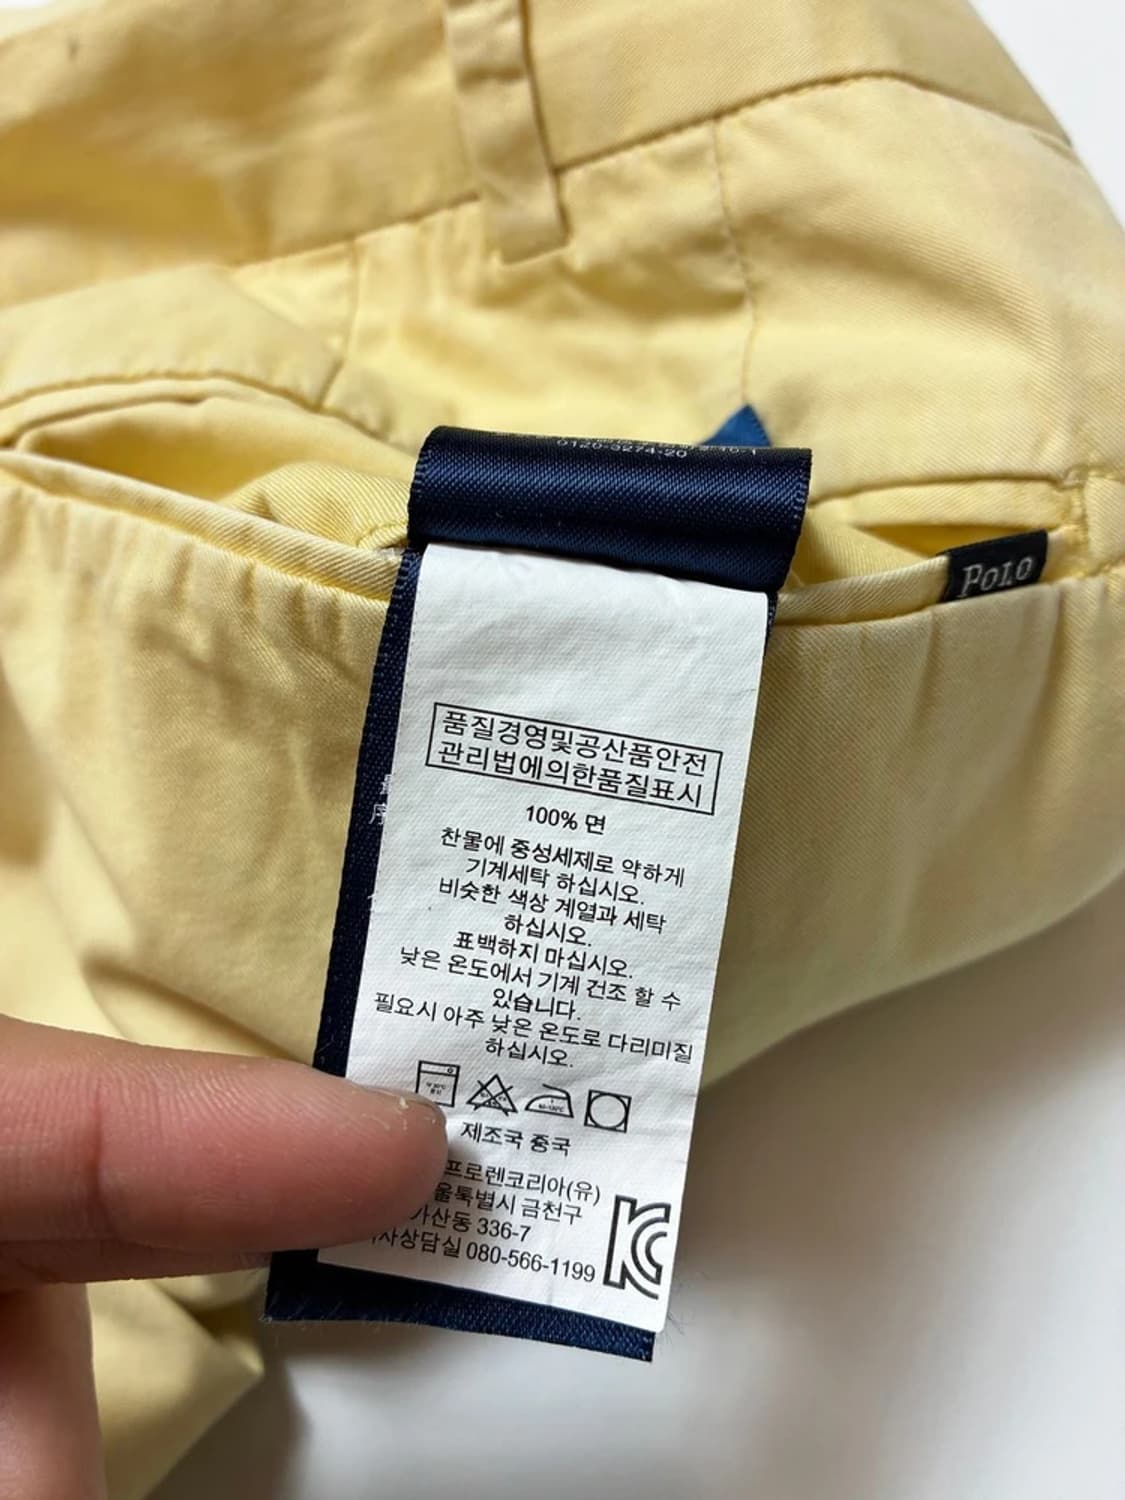 0120-3274-20
POLO
품질경영및공산품안전
관리법에의한품질표시
100% 면
찬물에 중성세제로 약하게
기계세탁 하십시오.
비슷한 색상 계열과 세탁
하십시오.
표백하지 마십시오.
낮은 온도에서 기계 건조 할 수
있습니다.
필요시 아주 낮은 온도로 다리미질
하십시오.
제조국 중국
프로렌코리아(유)
울특별시 금천구
가산동 336-7
사상담실 080-566-1199